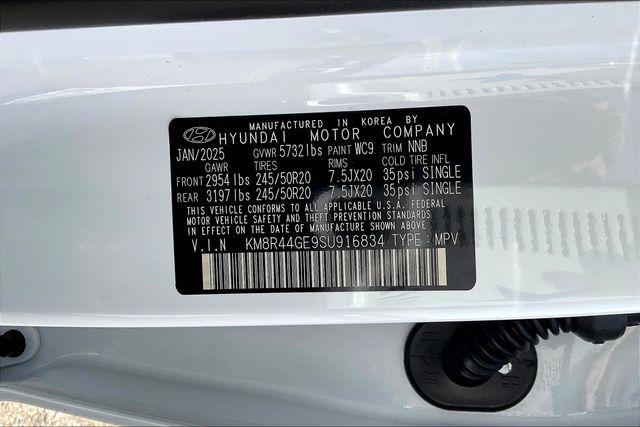 MANUFACTURED IN KOREA BY
HYUNDAI MOTOR COMPANY
JAN/2025 GVWR 5732lbs PAINT WC9 TRIM NNB
GAWR TIRES RIMS COLD TIRE INFL
FRONT 2954lbs 245/50R20 7.5JX20 35psi SINGLE
REAR 3197lbs 245/50R20 7.5JX20 35psi SINGLE
THIS VEHICLE CONFORMS TO ALL APPLICABLE U.S.A. FEDERAL
MOTOR VEHICLE SAFETY AND THEFT PREVENTION STANDARDS
IN EFFECT ON THE DATE OF MANUFACTURE SHOWN ABOVE
V.I.N KM8R44GE9SU916834 TYPE : MPV
R H